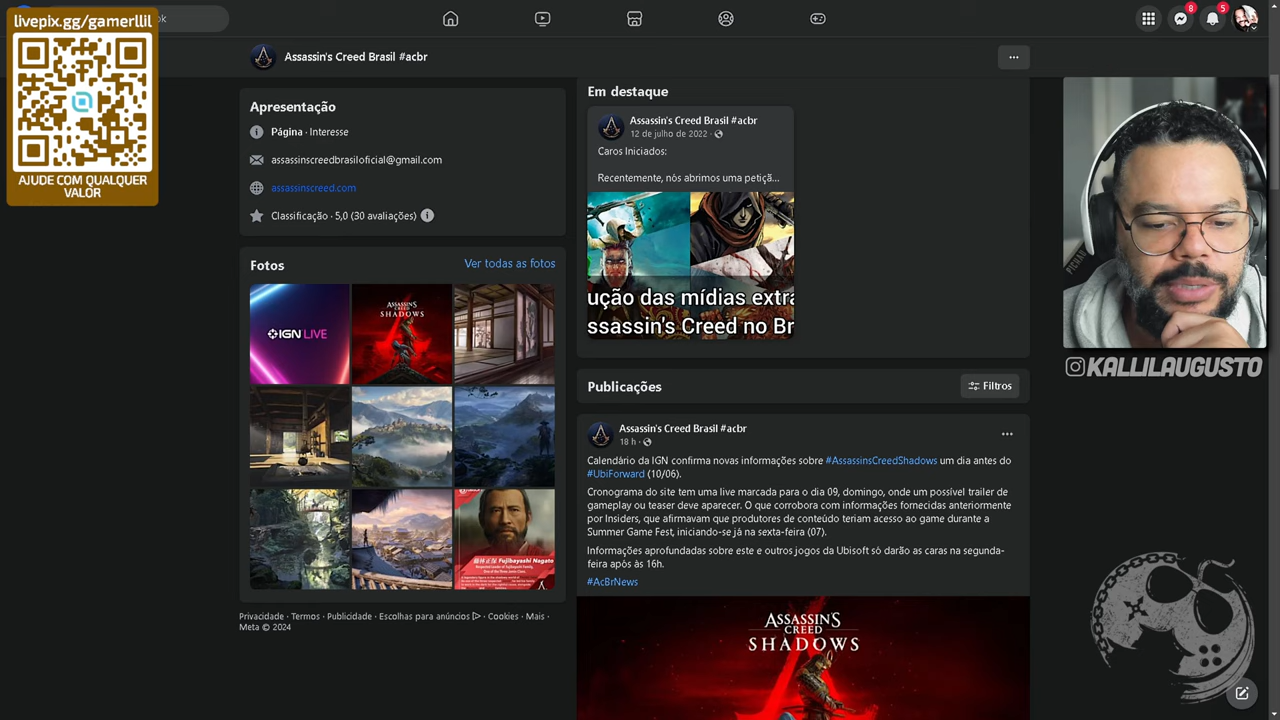 livepix.gg/gamerllil
ok
AJUDE COM QUALQUER
VALOR
8
5
Assassin's Creed Brasil #acbr
Apresentação
Página · Interesse
assassinscreedbrasiloficial@gmail.com
assassinscreed.com
Classificação · 5,0 (30 avaliações)
Fotos
Ver todas as fotos
IGN LIVE
ASSASSIN'S
CREED
SHADOWS
Fujibayashi Nagato
Privacidade · Termos · Publicidade · Escolhas para anúncios · Cookies · Mais ·
Meta © 2024
Em destaque
Assassin's Creed Brasil #acbr
12 de julho de 2022 ·
Caros Iniciados:
Recentemente, nós abrimos uma petiçã...
ução das mídias extra
ssassin's Creed no Br
Publicações
Filtros
Assassin's Creed Brasil #acbr
18 h ·
Calendário da IGN confirma novas informações sobre #AssassinsCreedShadows um dia antes do
#UbiForward (10/06).
Cronograma do site tem uma live marcada para o dia 09, domingo, onde um possível trailer de
gameplay ou teaser deve aparecer. O que corrobora com informações fornecidas anteriormente
por Insiders, que afirmavam que produtores de conteúdo teriam acesso ao game durante a
Summer Game Fest, iniciando-se já na sexta-feira (07).
Informações aprofundadas sobre este e outros jogos da Ubisoft só darão as caras na segunda-
feira após às 16h.
#AcBrNews
ASSASSIN'S
CREED
SHADOWS
PICHAU
KALLILAUGUSTO